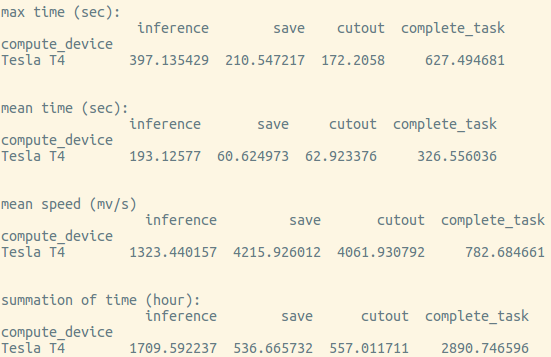 max time (sec):
inference save cutout complete_task
compute_device
Tesla T4 397.135429 210.547217 172.2058 627.494681
mean time (sec):
inference save cutout complete_task
compute_device
Tesla T4 193.12577 60.624973 62.923376 326.556036
mean speed (mv/s)
inference save cutout complete_task
compute_device
Tesla T4 1323.440157 4215.926012 4061.930792 782.684661
summation of time (hour):
inference save cutout complete_task
compute_device
Tesla T4 1709.592237 536.665732 557.011711 2890.746596